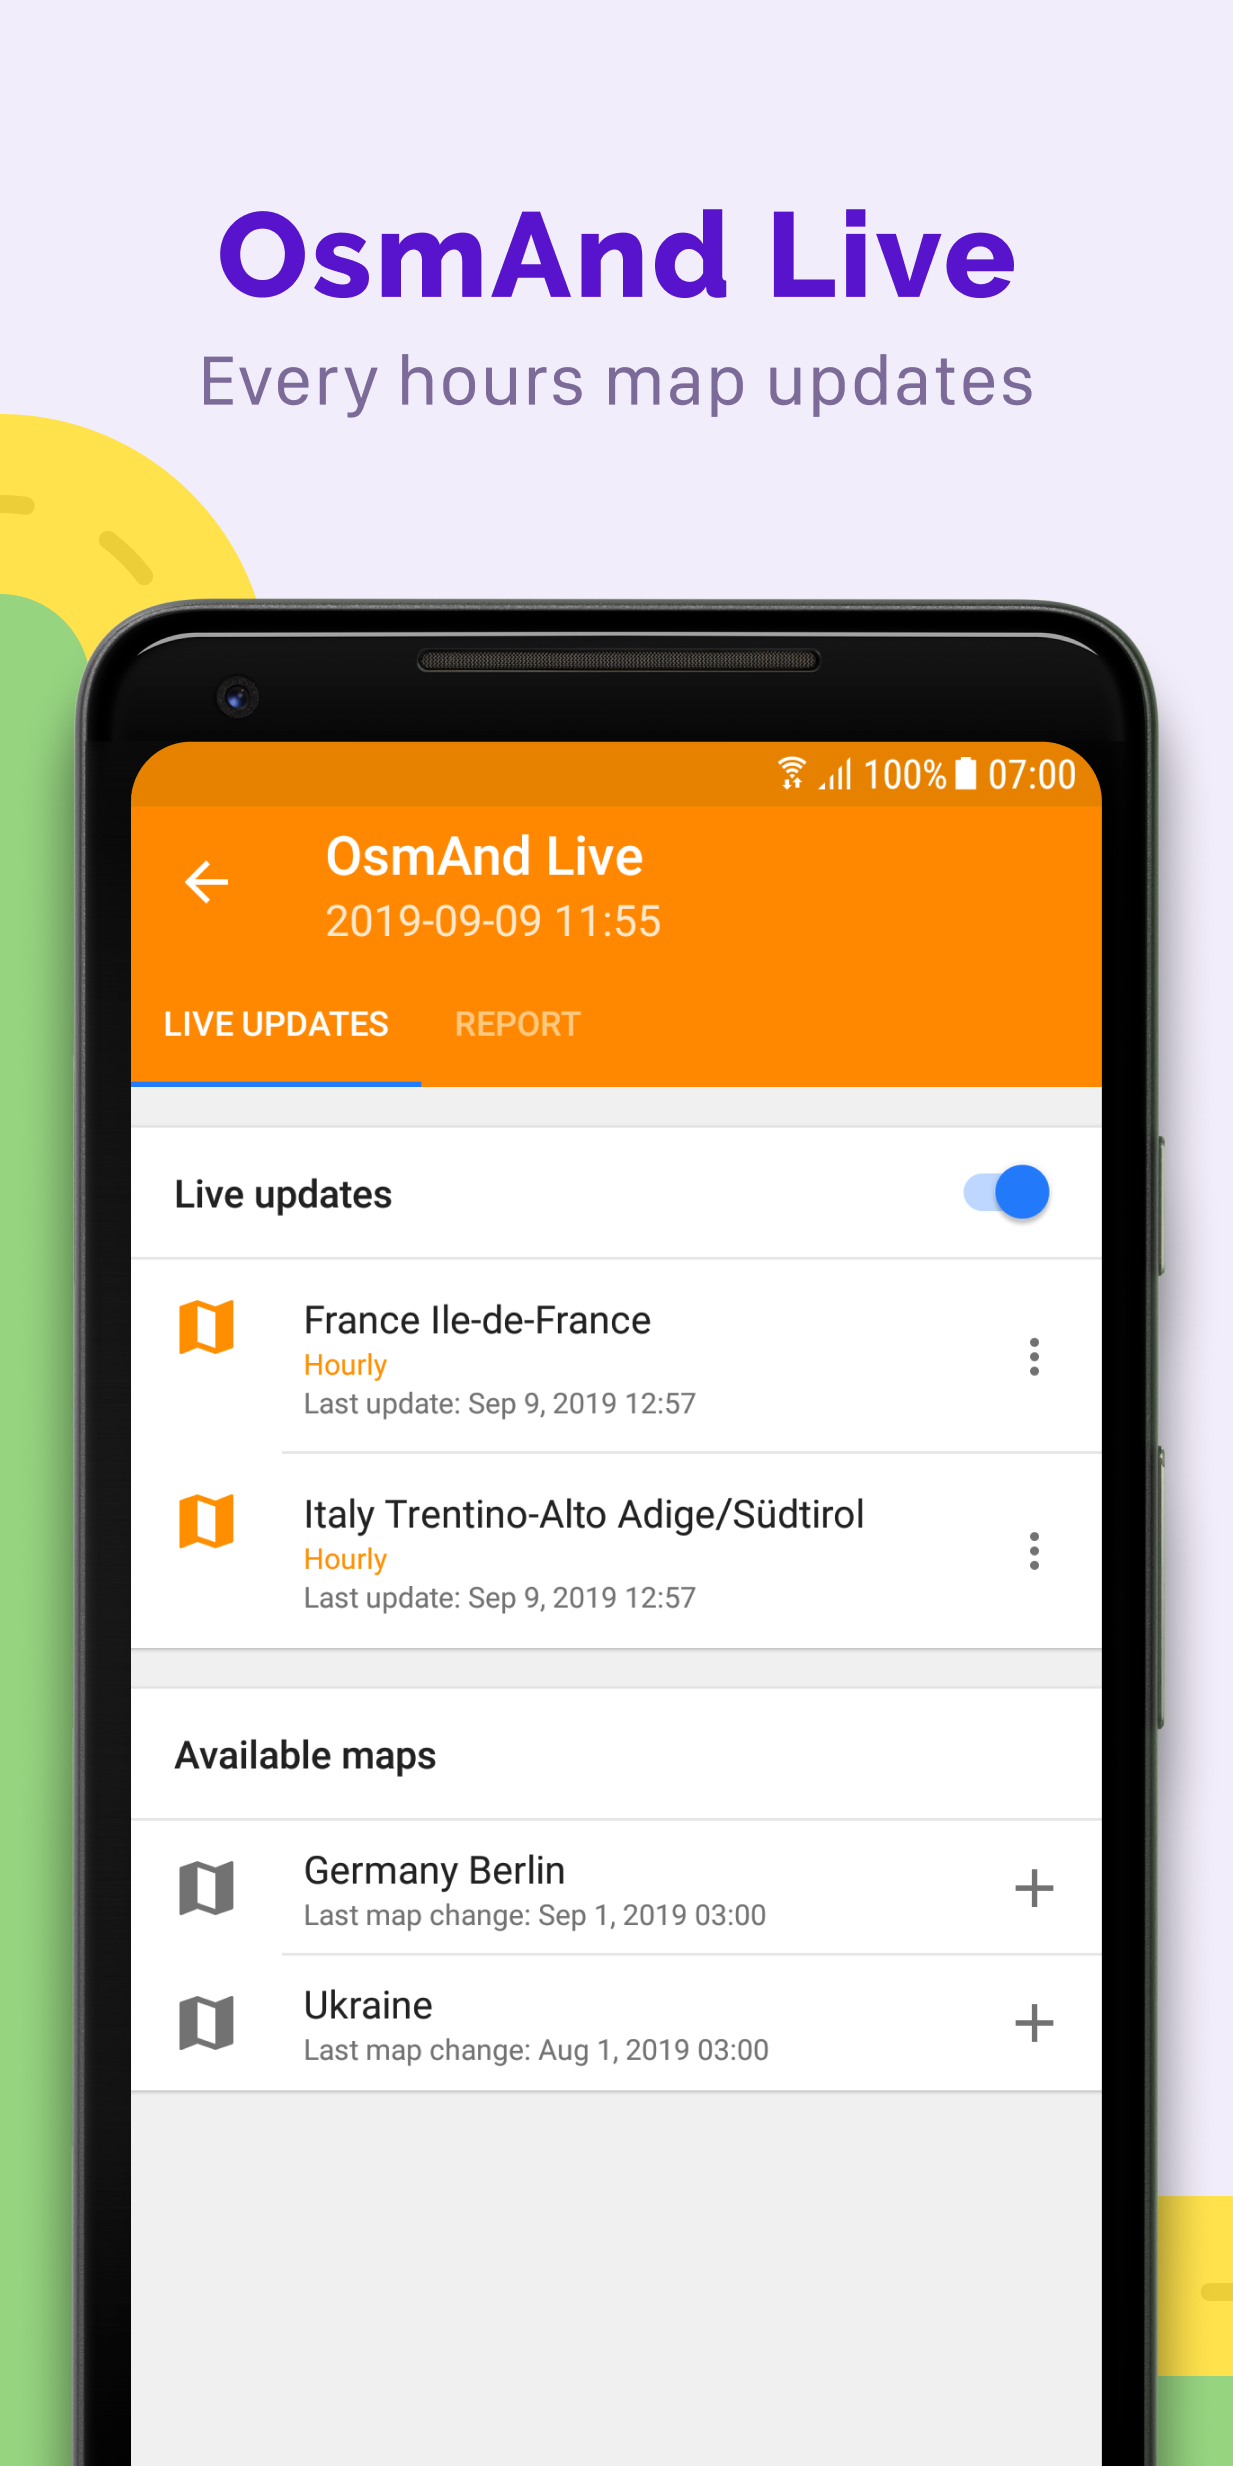 OsmAnd Live
Every hours map updates
100% 07:00
OsmAnd Live
2019-09-09 11:55
LIVE UPDATES REPORT
Live updates
France Ile-de-France
Hourly
Last update: Sep 9, 2019 12:57
Italy Trentino-Alto Adige/Südtirol
Hourly
Last update: Sep 9, 2019 12:57
Available maps
Germany Berlin
Last map change: Sep 1, 2019 03:00
Ukraine
Last map change: Aug 1, 2019 03:00